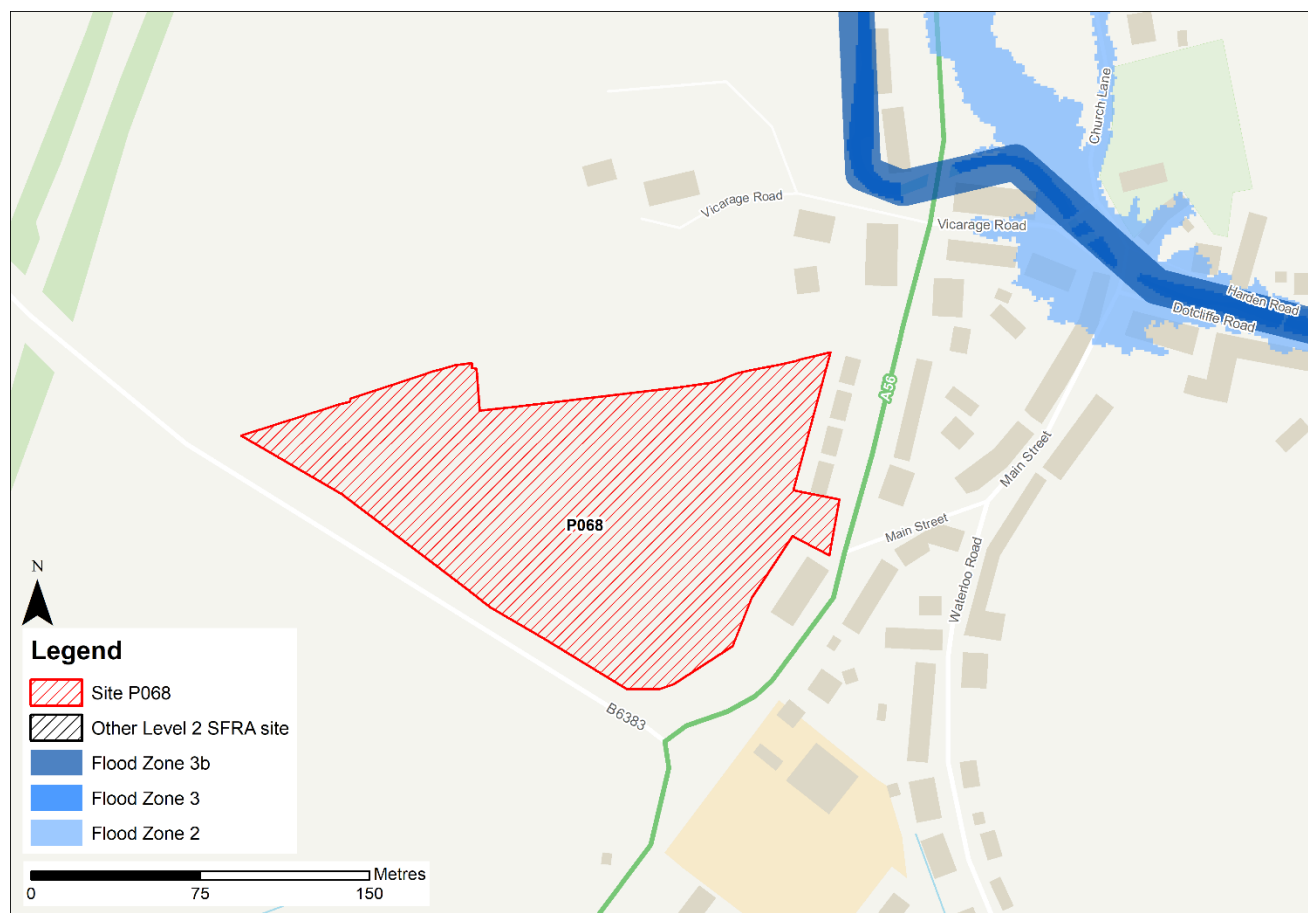 Church Lane
Vicarage Road
Vicarage Road
Harden Road
Dotcliffe Road
A56
Main Street
P068
Main Street
Waterloo Road
B6383
N
Legend
Site P068
Other Level 2 SFRA site
Flood Zone 3b
Flood Zone 3
Flood Zone 2
Metres
0 75 150